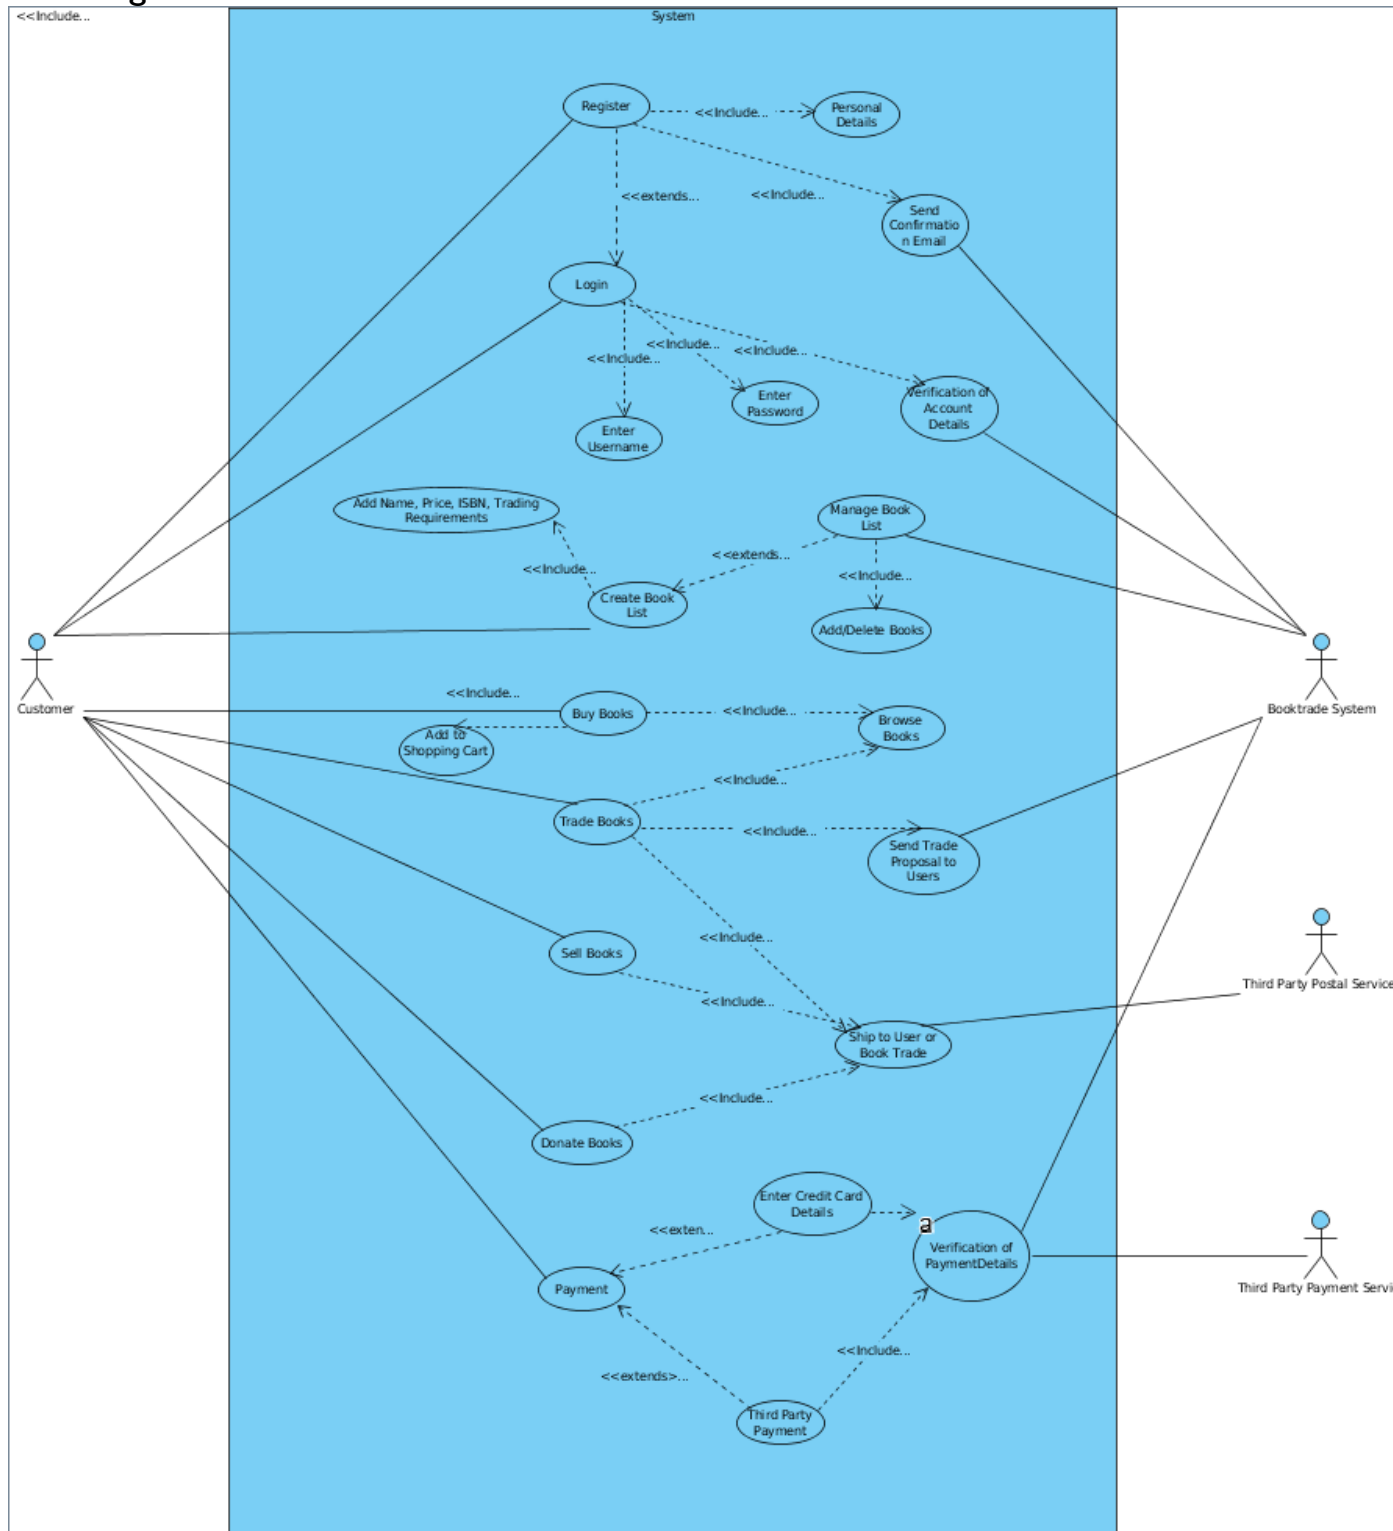 <<Include...
System
Register
<<Include...
Personal
Details
<<extends...
<<Include...
Send
Confirmatio
n Email
Login
<<Include...
<<Include...
<<Include...
Enter
Password
Verification of
Account
Details
Enter
Username
Add Name, Price, ISBN, Trading
Requirements
Manage Book
List
<<extends...
<<Include...
<<Include...
Create Book
List
Add/Delete Books
Customer
Booktrade System
<<Include...
Buy Books
<<Include...
Browse
Books
Add to
Shopping Cart
<<Include...
Trade Books
<<Include...
Send Trade
Proposal to
Users
<<Include...
Sell Books
Third Party Postal Service
<<Include...
Ship to User or
Book Trade
<<Include...
Donate Books
Enter Credit Card
Details
<<exten...
a
Verification of
PaymentDetails
Payment
Third Party Payment Servi
<<Include...
<<extends>...
Third Party
Payment